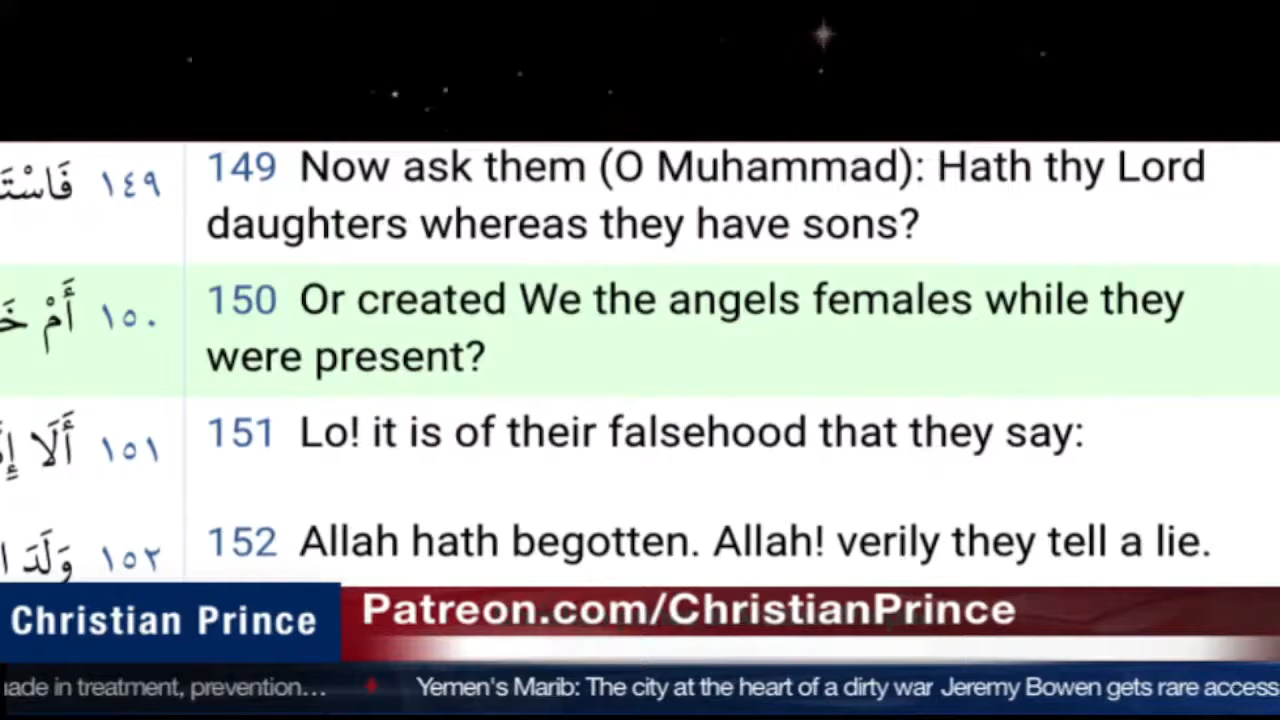 فَاسْتَ ١٤٩ 149 Now ask them (O Muhammad): Hath thy Lord
daughters whereas they have sons?
أَمْ خَ ١٥٠ 150 Or created We the angels females while they
were present?
أَلَا إِنَّ ١٥١ 151 Lo! it is of their falsehood that they say:
وَلَدَ ا ١٥٢ 152 Allah hath begotten. Allah! verily they tell a lie.
Christian Prince
Patreon.com/ChristianPrince
ade in treatment, prevention... Yemen's Marib: The city at the heart of a dirty war Jeremy Bowen gets rare access